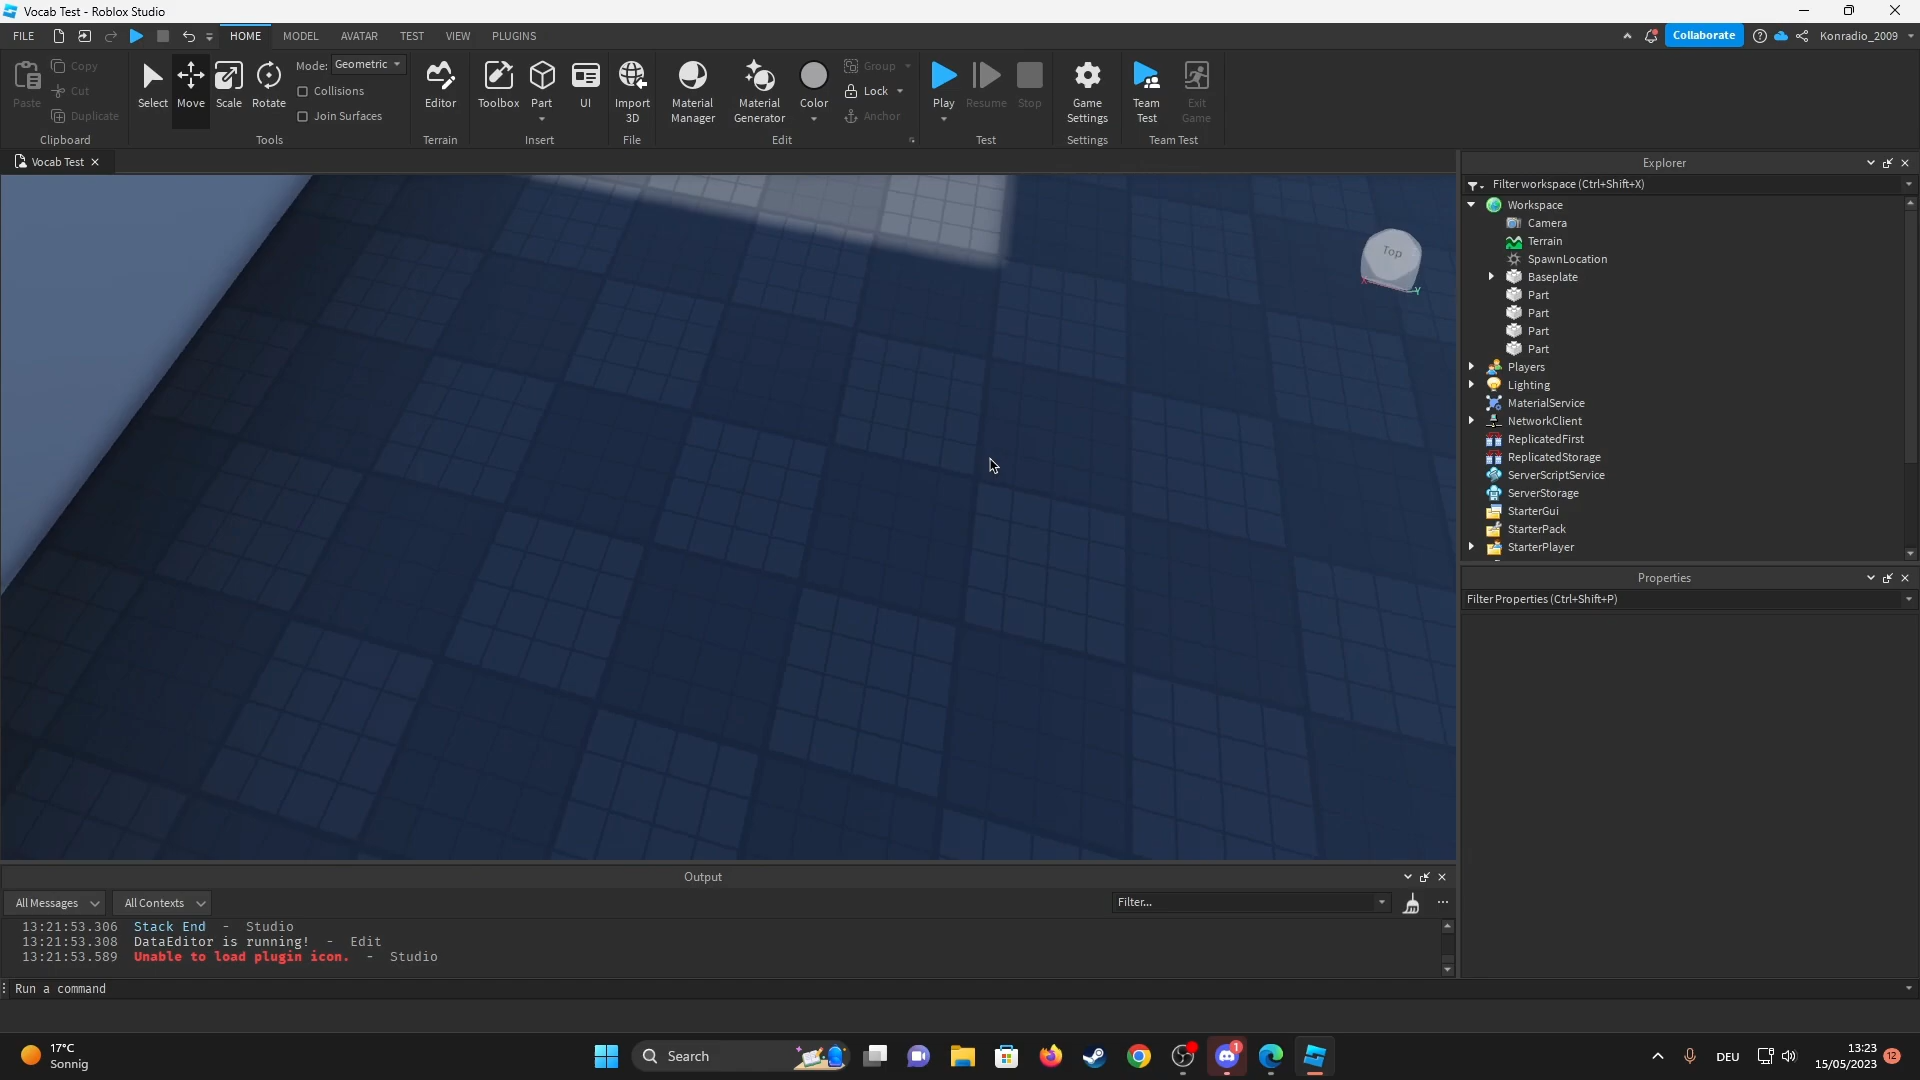 Vocab Test - Roblox Studio
FILE HOME MODEL AVATAR TEST VIEW PLUGINS Collaborate Konradio_2009
Paste Copy Cut Duplicate Clipboard
Select Move Scale Rotate Mode: Geometric Collisions Join Surfaces Tools
Editor Terrain
Toolbox Part UI Insert
Import 3D File
Material Manager Material Generator Color Group Lock Anchor Edit
Play Resume Stop Test
Game Settings Settings
Team Test Exit Game Team Test
Vocab Test
Top
X Y
Explorer
Filter workspace (Ctrl+Shift+X)
Workspace
Camera
Terrain
SpawnLocation
Baseplate
Part
Part
Part
Part
Players
Lighting
MaterialService
NetworkClient
ReplicatedFirst
ReplicatedStorage
ServerScriptService
ServerStorage
StarterGui
StarterPack
StarterPlayer
Properties
Filter Properties (Ctrl+Shift+P)
Output
All Messages All Contexts Filter...
13:21:53.306 Stack End - Studio
13:21:53.308 DataEditor is running! - Edit
13:21:53.589 Unable to load plugin icon. - Studio
Run a command
17°C
Sonnig
Search
1
DEU
13:23
15/05/2023
12